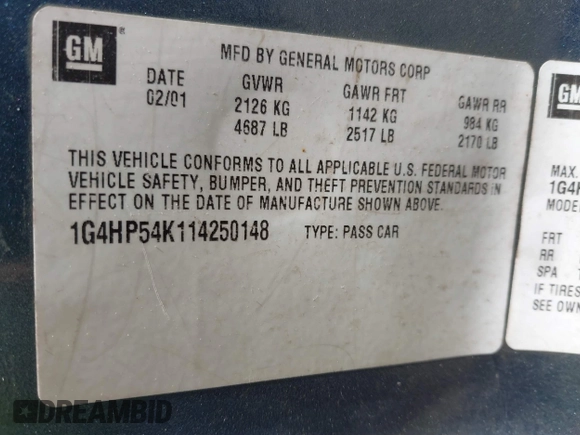 GM
MFD BY GENERAL MOTORS CORP
DATE GVWR GAWR FRT GAWR RR
02/01 2126 KG 1142 KG 984 KG
4687 LB 2517 LB 2170 LB
THIS VEHICLE CONFORMS TO ALL APPLICABLE U.S. FEDERAL MOTOR
VEHICLE SAFETY, BUMPER, AND THEFT PREVENTION STANDARDS IN
EFFECT ON THE DATE OF MANUFACTURE SHOWN ABOVE.
1G4HP54K114250148 TYPE: PASS CAR
GM
MAX.
FRT
RR
SPA
IF TIRES
SEE OWN
DREAMBID